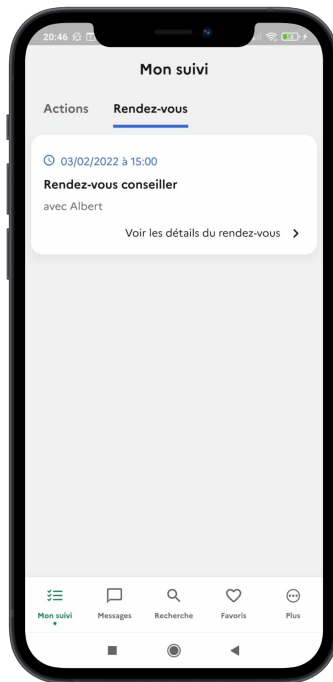 20:46
Mon suivi
Actions Rendez-vous
03/02/2022 à 15:00
Rendez-vous conseiller
avec Albert
Voir les détails du rendez-vous
Mon suivi Messages Recherche Favoris Plus